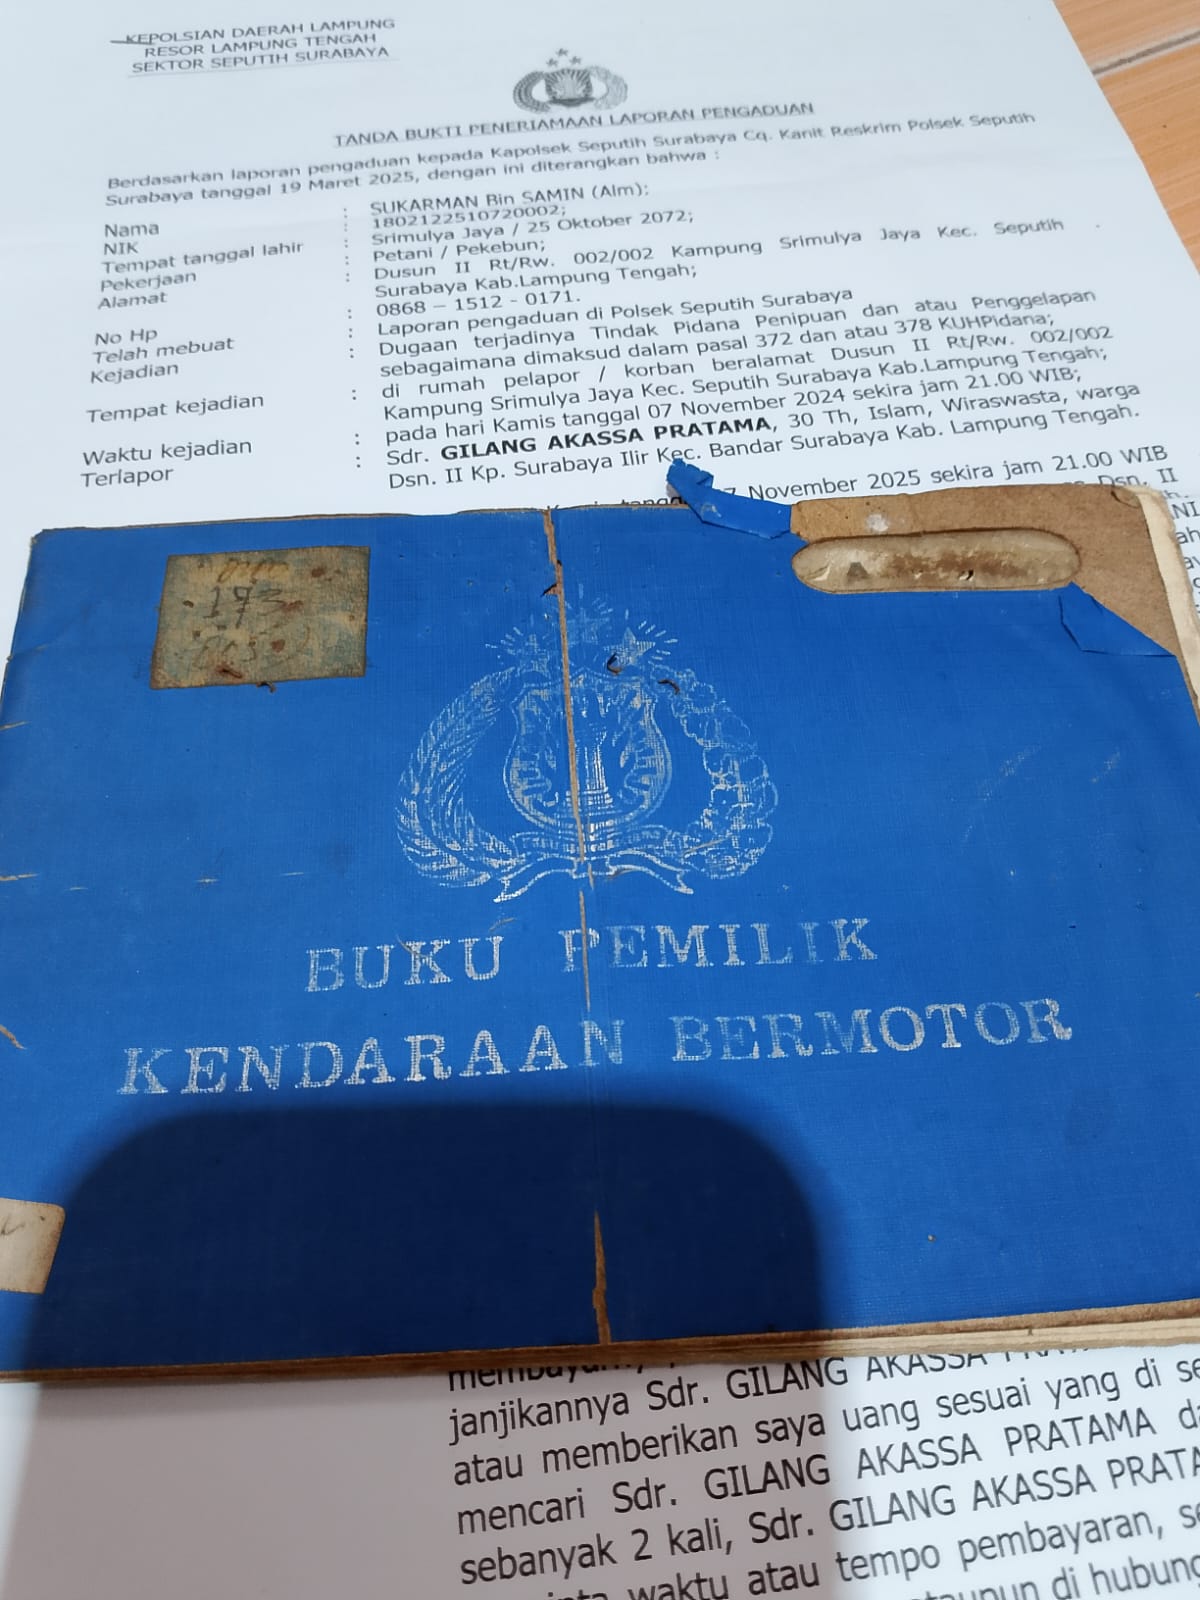 KEPOLSIAN DAERAH LAMPUNG
RESOR LAMPUNG TENGAH
SEKTOR SEPUTIH SURABAYA
TANDA BUKTI PENERIAMAAN LAPORAN PENGADUAN
Berdasarkan laporan pengaduan kepada Kapolsek Seputih Surabaya Cq. Kanit Reskrim Polsek Seputih
Surabaya tanggal 19 Maret 2025, dengan ini diterangkan bahwa :
Nama : SUKARMAN Bin SAMIN (Alm);
NIK : 1802122510720002;
Tempat tanggal lahir : Srimulya Jaya / 25 Oktober 2072;
Pekerjaan : Petani / Pekebun;
Alamat : Dusun II Rt/Rw. 002/002 Kampung Srimulya Jaya Kec. Seputih
Surabaya Kab.Lampung Tengah;
No Hp : 0868 – 1512 - 0171.
Telah mebuat : Laporan pengaduan di Polsek Seputih Surabaya
Kejadian : Dugaan terjadinya Tindak Pidana Penipuan dan atau Penggelapan
sebagaimana dimaksud dalam pasal 372 dan atau 378 KUHPidana;
Tempat kejadian : di rumah pelapor / korban beralamat Dusun II Rt/Rw. 002/002
Kampung Srimulya Jaya Kec. Seputih Surabaya Kab.Lampung Tengah;
Waktu kejadian : pada hari Kamis tanggal 07 November 2024 sekira jam 21.00 WIB;
Terlapor : Sdr. GILANG AKASSA PRATAMA, 30 Th, Islam, Wiraswasta, warga
Dsn. II Kp. Surabaya Ilir Kec. Bandar Surabaya Kab. Lampung Tengah.
November 2025 sekira jam 21.00 WIB
Dsn. II
173
BUKU PEMILIK
KENDARAAN BERMOTOR
janjikannya Sdr. GILANG AKASSA
atau memberikan saya uang sesuai yang di
mencari Sdr. GILANG AKASSA PRATAMA
sebanyak 2 kali, Sdr. GILANG AKASSA
waktu atau tempo pembayaran,
di